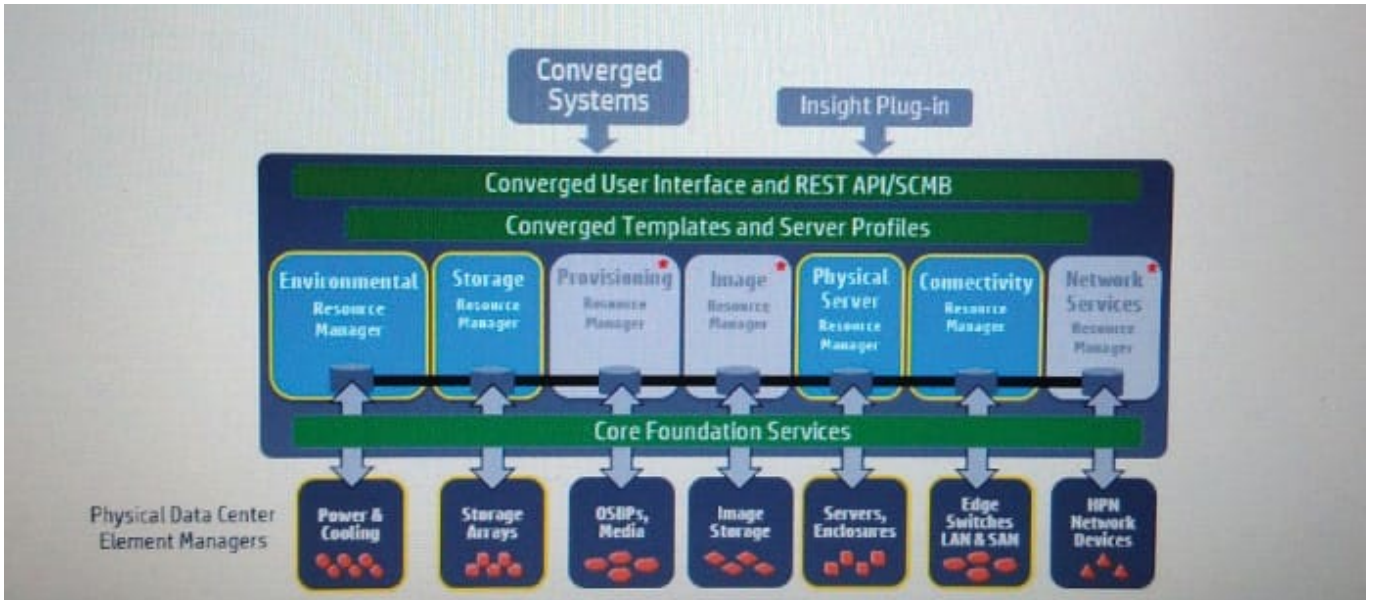 Converged
Systems
Insight Plug-in
Converged User Interface and REST API/SCMB
Converged Templates and Server Profiles
Environmental
Resource
Manager
Storage
Resource
Manager
Provisioning
Resource
Manager
Image
Resource
Manager
Physical
Server
Resource
Manager
Connectivity
Resource
Manager
Network
Services
Resource
Manager
Core Foundation Services
Physical Data Center
Element Managers
Power &
Cooling
Storage
Arrays
OSBPs,
Media
Image
Storage
Servers,
Enclosures
Edge
Switches
LAN & SAN
HPN
Network
Devices